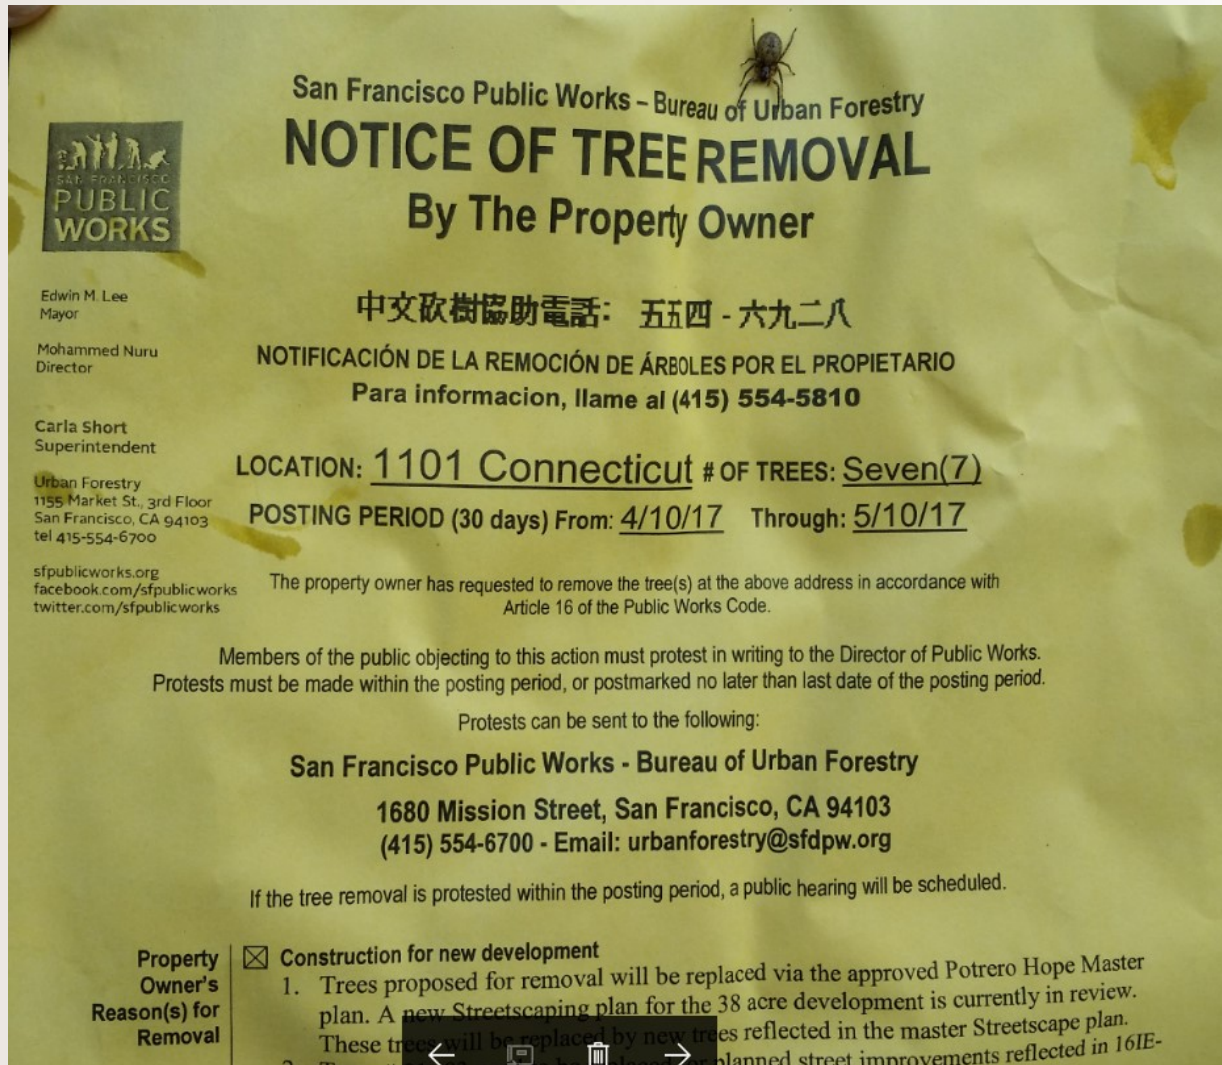 San Francisco Public Works – Bureau of Urban Forestry
NOTICE OF TREE REMOVAL
By The Property Owner
SAN FRANCISCO
PUBLIC
WORKS
Edwin M. Lee
Mayor
Mohammed Nuru
Director
Carla Short
Superintendent
Urban Forestry
1155 Market St., 3rd Floor
San Francisco, CA 94103
tel 415-554-6700
sfpublicworks.org
facebook.com/sfpublicworks
twitter.com/sfpublicworks
中文砍樹協助電話: 五五四 - 六九二八
NOTIFICACIÓN DE LA REMOCIÓN DE ÁRBOLES POR EL PROPIETARIO
Para informacion, llame al (415) 554-5810
LOCATION: 1101 Connecticut # OF TREES: Seven(7)
POSTING PERIOD (30 days) From: 4/10/17 Through: 5/10/17
The property owner has requested to remove the tree(s) at the above address in accordance with
Article 16 of the Public Works Code.
Members of the public objecting to this action must protest in writing to the Director of Public Works.
Protests must be made within the posting period, or postmarked no later than last date of the posting period.
Protests can be sent to the following:
San Francisco Public Works - Bureau of Urban Forestry
1680 Mission Street, San Francisco, CA 94103
(415) 554-6700 - Email: urbanforestry@sfdpw.org
If the tree removal is protested within the posting period, a public hearing will be scheduled.
Property
Owner's
Reason(s) for
Removal
Construction for new development
1. Trees proposed for removal will be replaced via the approved Potrero Hope Master
plan. A new Streetscaping plan for the 38 acre development is currently in review.
These trees will be replaced by new trees reflected in the master Streetscape plan.
planned street improvements reflected in 16IE-